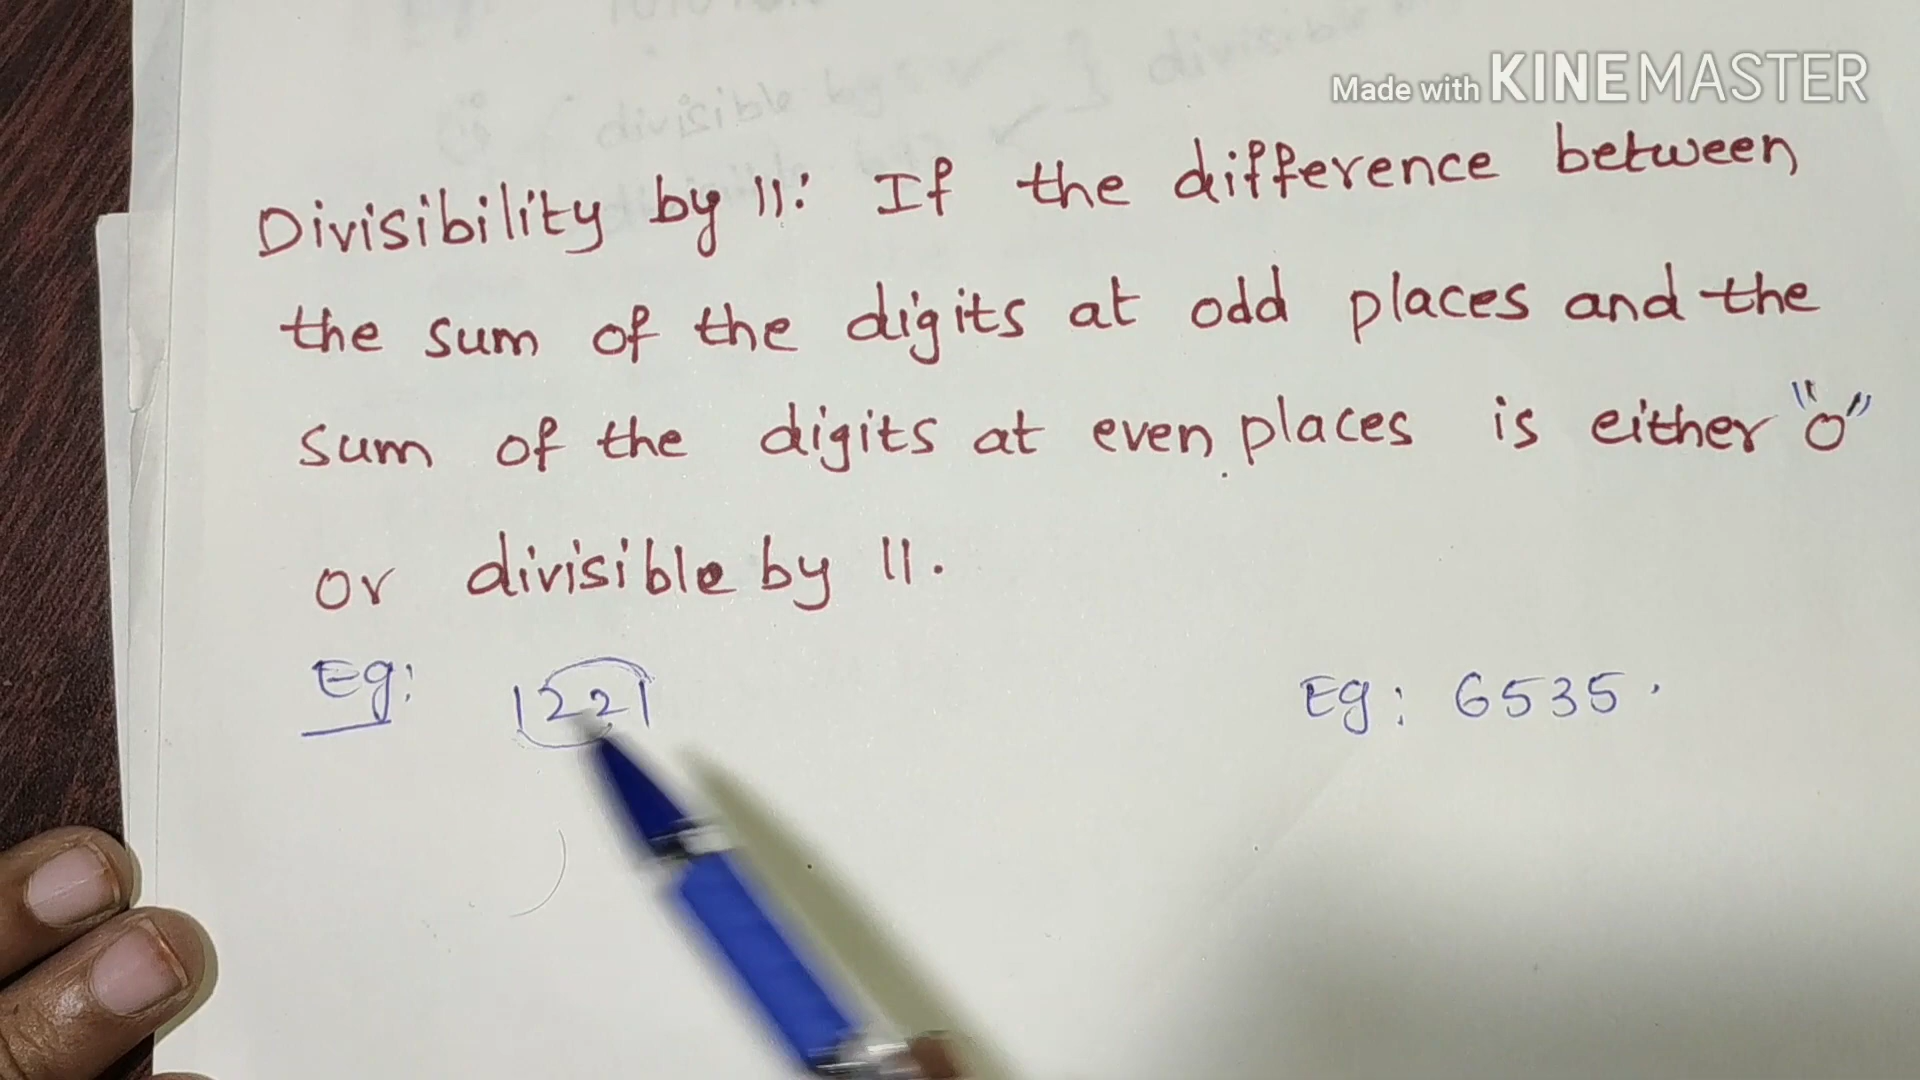 Made with KINEMASTER
Divisibility by 11: If the difference between
the sum of the digits at odd places and the
sum of the digits at even places is either "0"
or divisible by 11.
Eg: 1221 Eg: 6535.